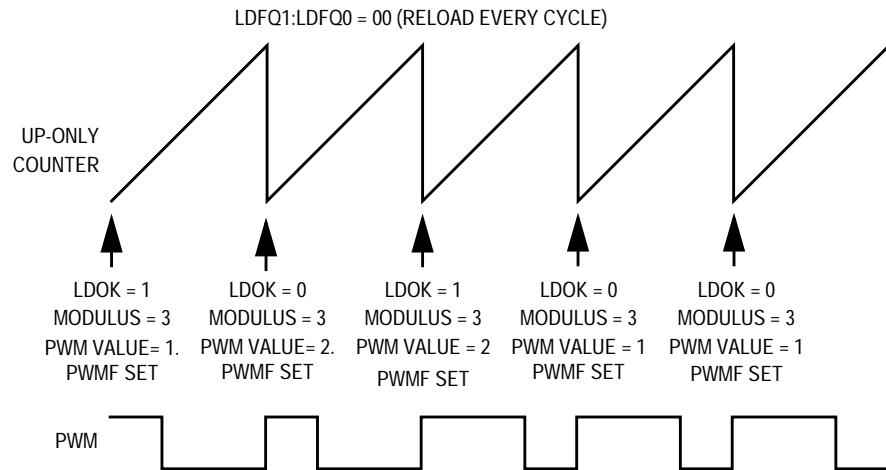 LDFQ1:LDFQ0 = 00 (RELOAD EVERY CYCLE)
UP-ONLY
COUNTER
LDOK = 1
MODULUS = 3
PWM VALUE= 1.
PWMF SET
LDOK = 0
MODULUS = 3
PWM VALUE= 2.
PWMF SET
LDOK = 1
MODULUS = 3
PWM VALUE = 2
PWMF SET
LDOK = 0
MODULUS = 3
PWM VALUE = 1
PWMF SET
LDOK = 0
MODULUS = 3
PWM VALUE = 1
PWMF SET
PWM